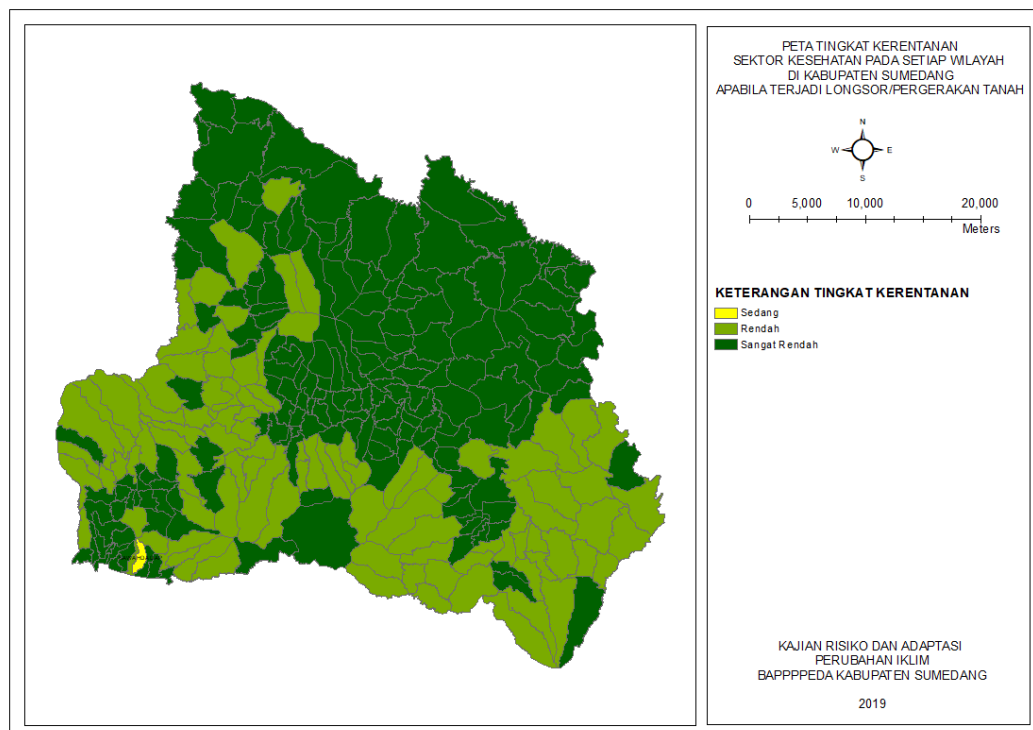 PETA TINGKAT KERENTANAN
SEKTOR KESEHATAN PADA SETIAP WILAYAH
DI KABUPATEN SUMEDANG
APABILA TERJADI LONGSOR/PERGERAKAN TANAH
N
W E
S
0 5,000 10,000 20,000
Meters
KETERANGAN TINGKAT KERENTANAN
Sedang
Rendah
Sangat Rendah
KAJIAN RISIKO DAN ADAPTASI
PERUBAHAN IKLIM
BAPPPPEDA KABUPATEN SUMEDANG
2019